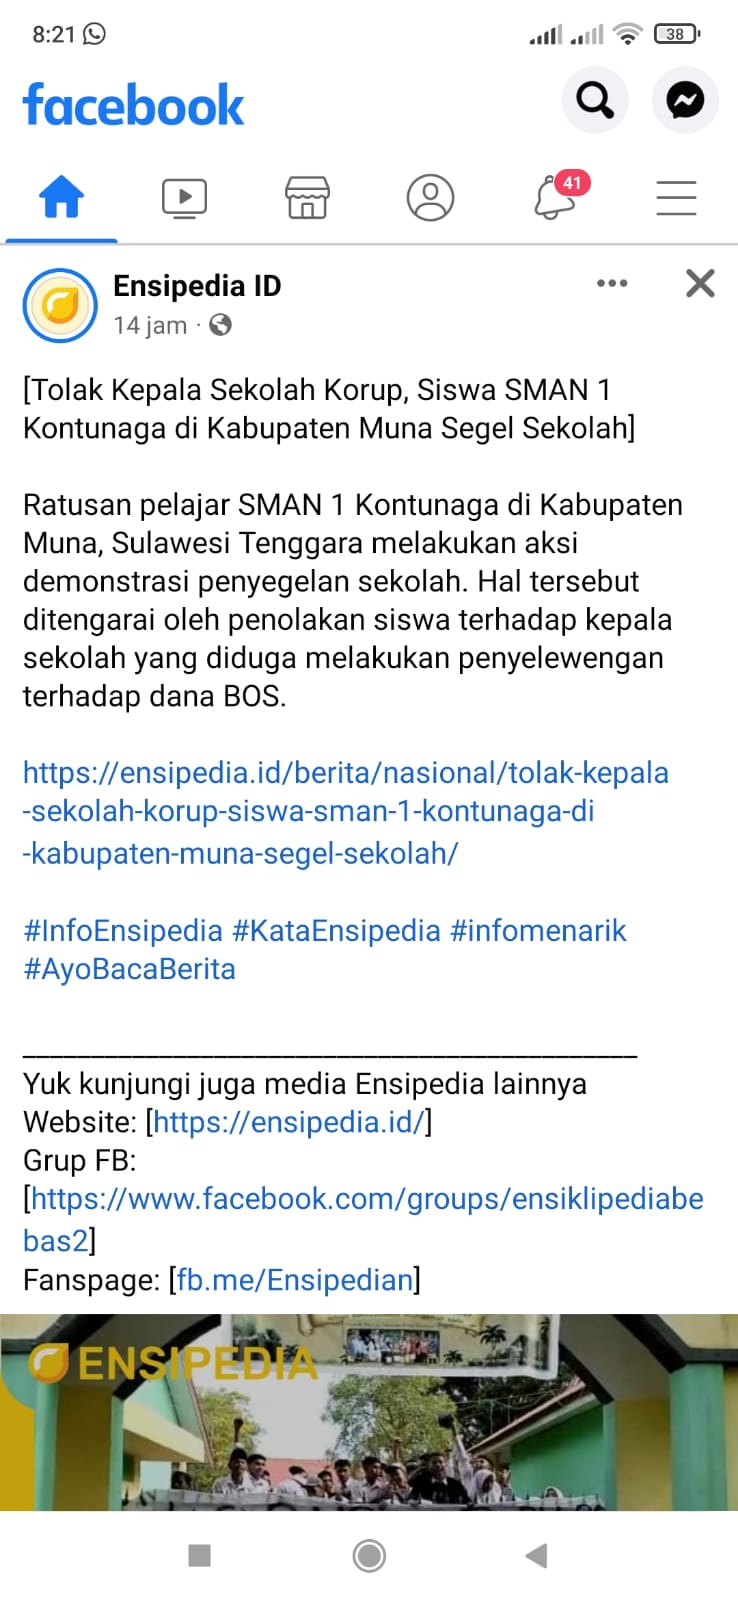 8:21
38
facebook
41
Ensipedia ID
14 jam ·
[Tolak Kepala Sekolah Korup, Siswa SMAN 1
Kontunaga di Kabupaten Muna Segel Sekolah]
Ratusan pelajar SMAN 1 Kontunaga di Kabupaten
Muna, Sulawesi Tenggara melakukan aksi
demonstrasi penyegelan sekolah. Hal tersebut
ditengarai oleh penolakan siswa terhadap kepala
sekolah yang diduga melakukan penyelewengan
terhadap dana BOS.
https://ensipedia.id/berita/nasional/tolak-kepala
-sekolah-korup-siswa-sman-1-kontunaga-di
-kabupaten-muna-segel-sekolah/
#InfoEnsipedia #KataEnsipedia #infomenarik
#AyoBacaBerita
_________________________________________
Yuk kunjungi juga media Ensipedia lainnya
Website: [https://ensipedia.id/]
Grup FB:
[https://www.facebook.com/groups/ensiklipediabe
bas2]
Fanspage: [fb.me/Ensipedian]
ENSIPEDIA